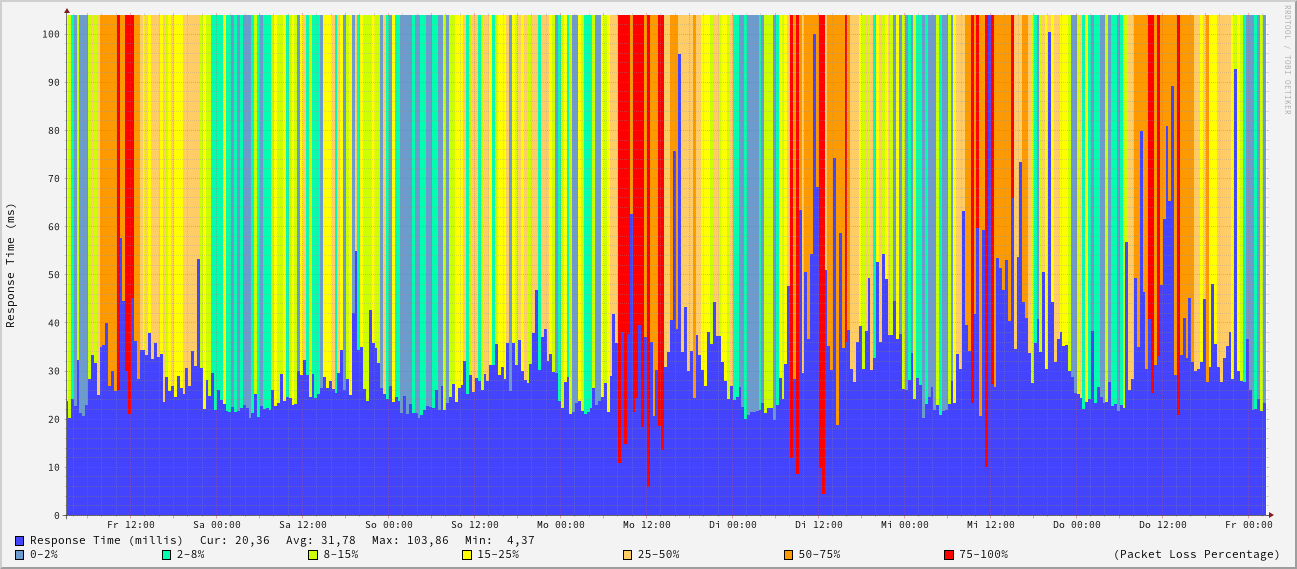 RRDTOOL / TOBI OETIKER
Response Time (ms)
100
90
80
70
60
50
40
30
20
10
0
Fr 12:00 Sa 00:00 Sa 12:00 So 00:00 So 12:00 Mo 00:00 Mo 12:00 Di 00:00 Di 12:00 Mi 00:00 Mi 12:00 Do 00:00 Do 12:00 Fr 00:00
Response Time (millis) Cur: 20,36 Avg: 31,78 Max: 103,86 Min: 4,37
0-2% 2-8% 8-15% 15-25% 25-50% 50-75% 75-100% (Packet Loss Percentage)